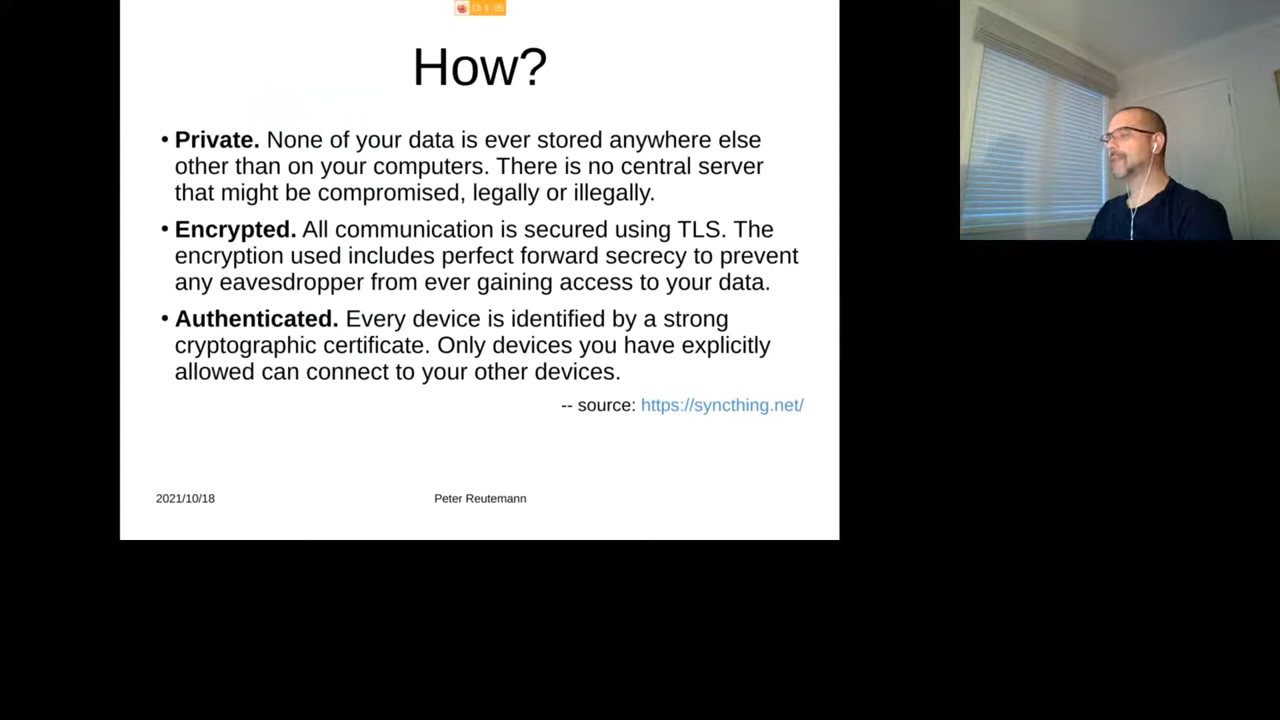 How?
• Private. None of your data is ever stored anywhere else
other than on your computers. There is no central server
that might be compromised, legally or illegally.
• Encrypted. All communication is secured using TLS. The
encryption used includes perfect forward secrecy to prevent
any eavesdropper from ever gaining access to your data.
• Authenticated. Every device is identified by a strong
cryptographic certificate. Only devices you have explicitly
allowed can connect to your other devices.
-- source: https://syncthing.net/
2021/10/18 Peter Reutemann